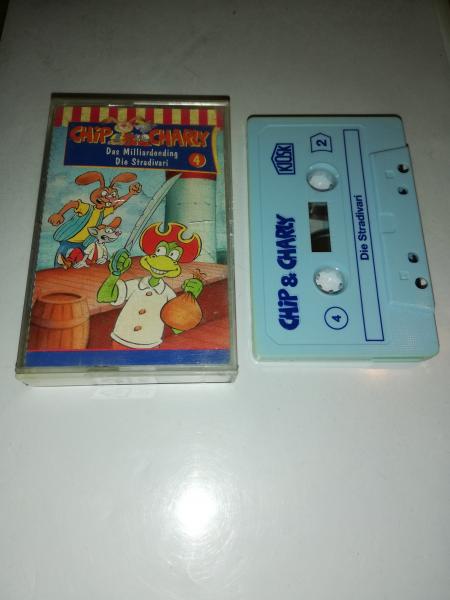 CHIP & CHARLY
Das Milliardending
Die Stradivari
4
KIOSK
2
CHIP & CHARLY
Die Stradivari
4